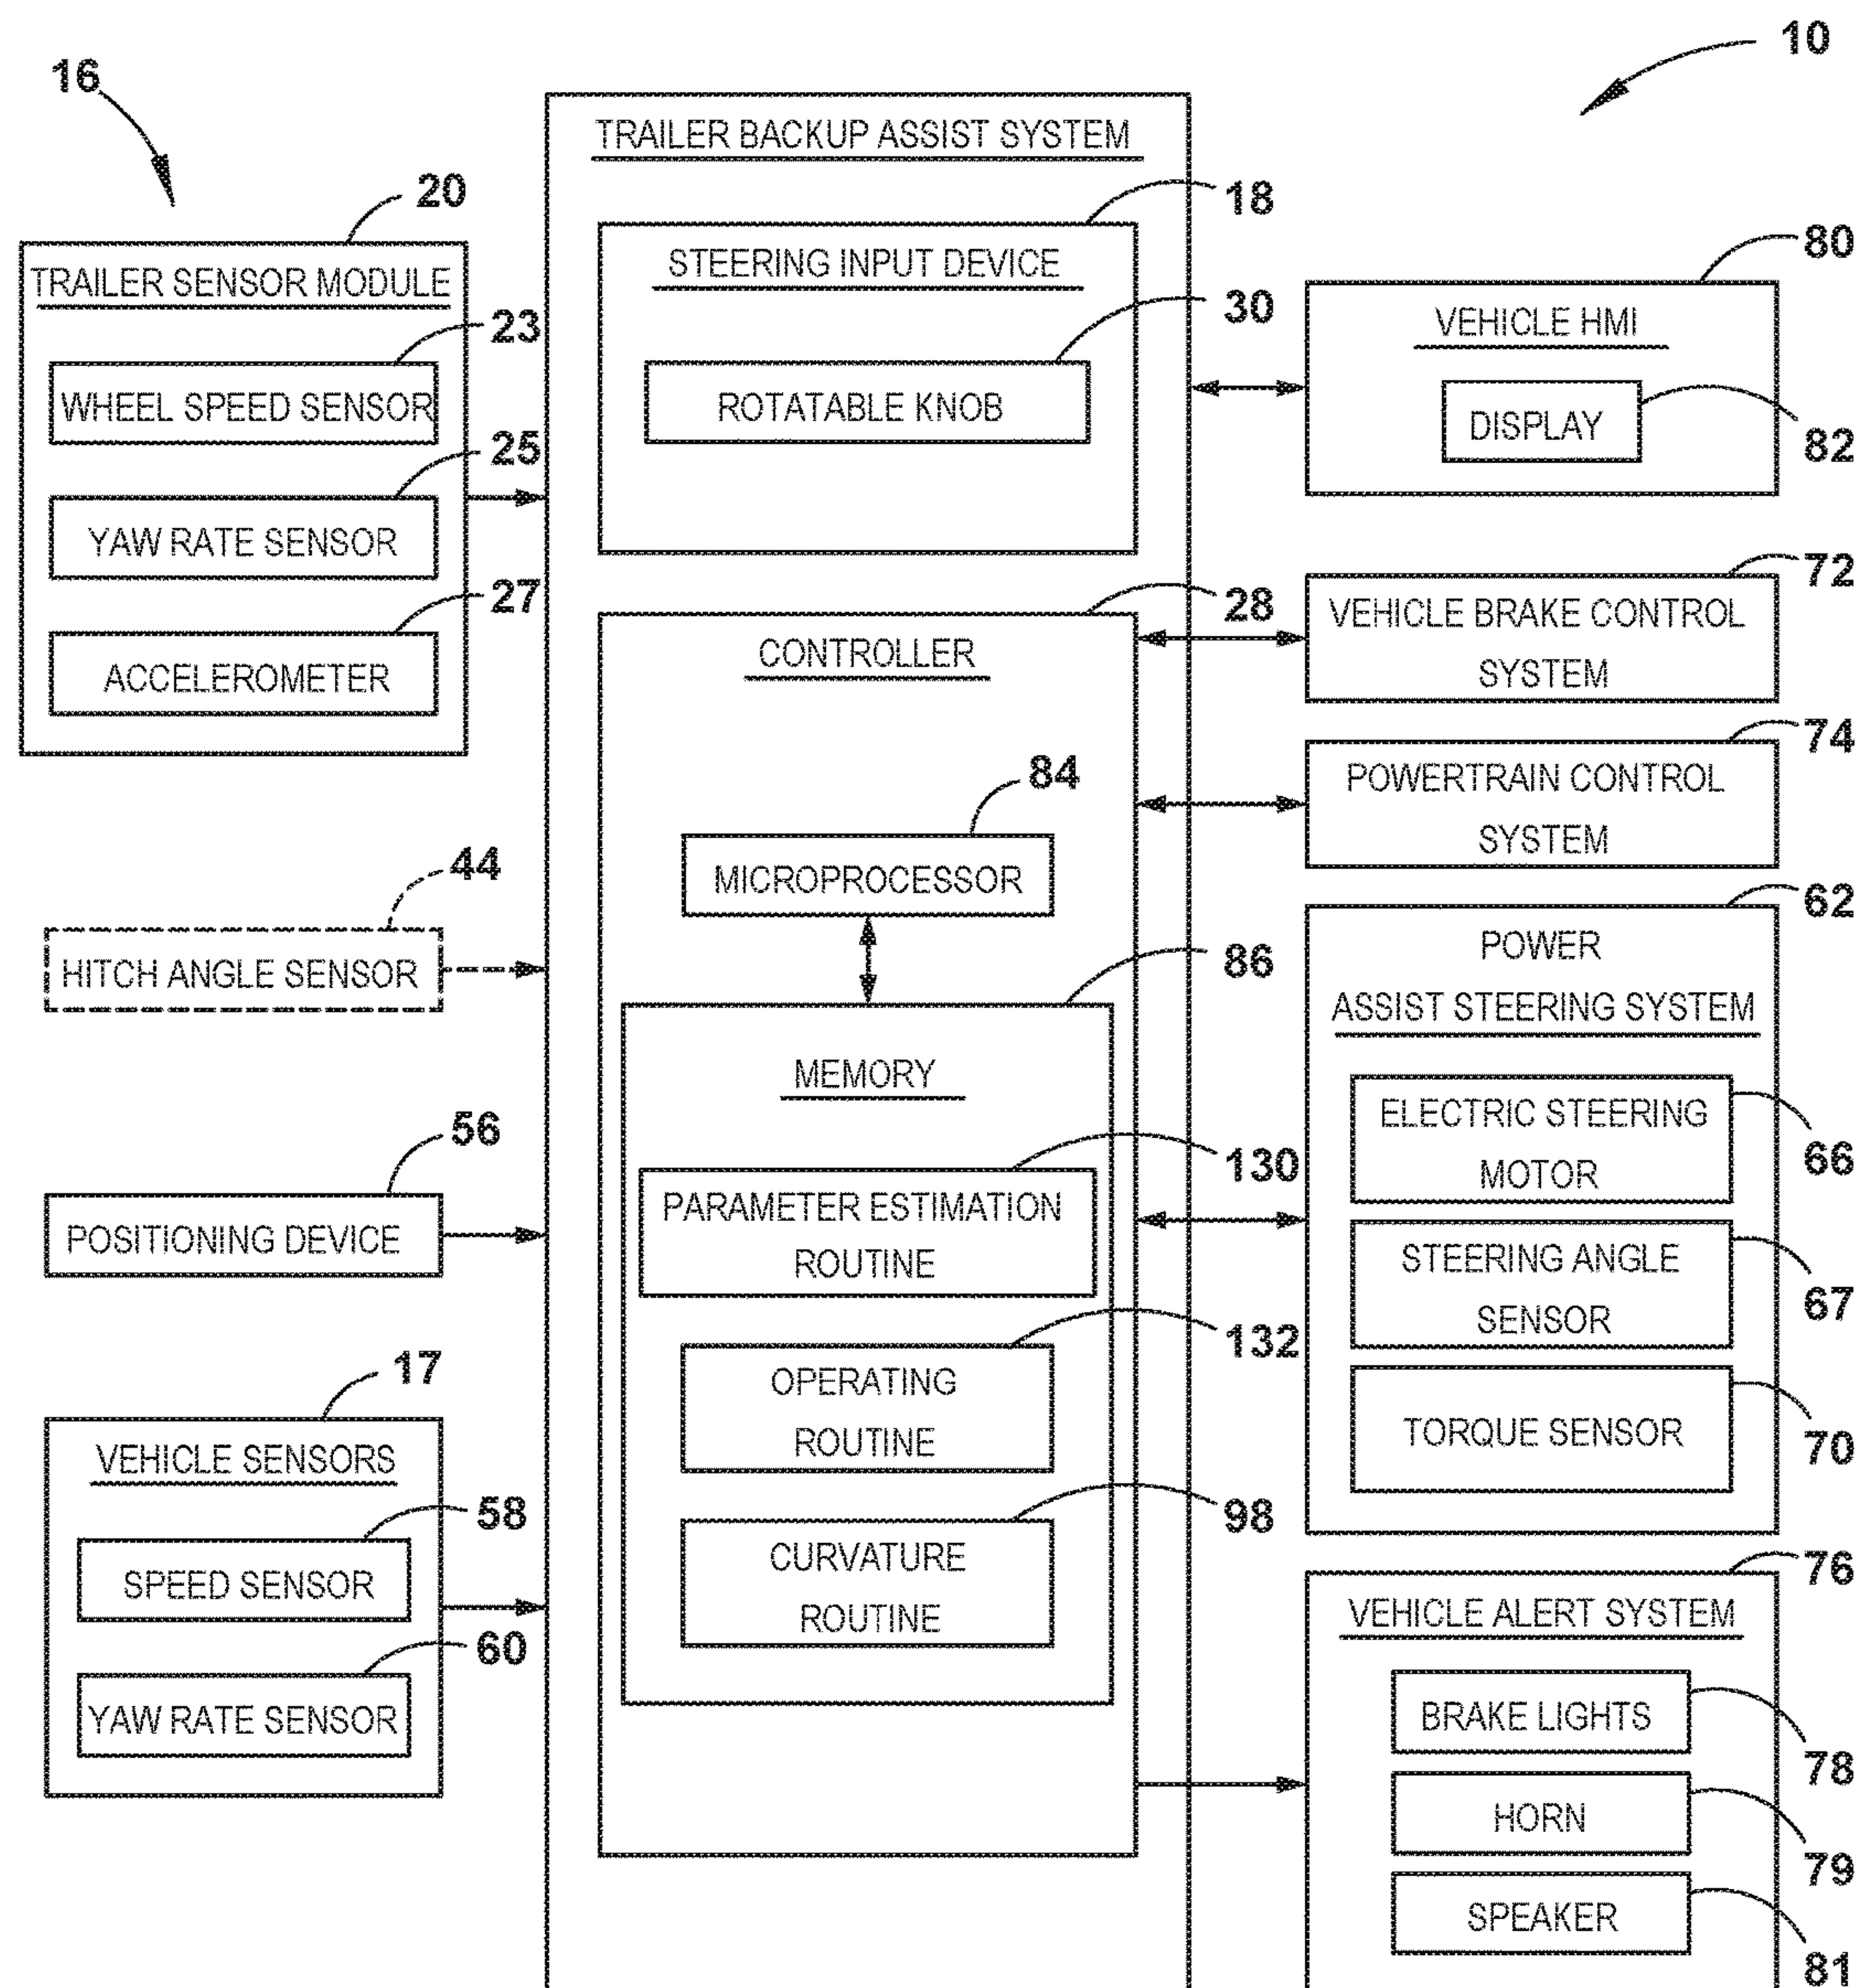 10
16
TRAILER BACKUP ASSIST SYSTEM
20
TRAILER SENSOR MODULE
23
WHEEL SPEED SENSOR
25
YAW RATE SENSOR
27
ACCELEROMETER
44
HITCH ANGLE SENSOR
56
POSITIONING DEVICE
17
VEHICLE SENSORS
58
SPEED SENSOR
60
YAW RATE SENSOR
18
STEERING INPUT DEVICE
30
ROTATABLE KNOB
28
CONTROLLER
84
MICROPROCESSOR
86
MEMORY
130
PARAMETER ESTIMATION
ROUTINE
132
OPERATING
ROUTINE
98
CURVATURE
ROUTINE
80
VEHICLE HMI
DISPLAY
82
72
VEHICLE BRAKE CONTROL
SYSTEM
74
POWERTRAIN CONTROL
SYSTEM
62
POWER
ASSIST STEERING SYSTEM
ELECTRIC STEERING
MOTOR
66
STEERING ANGLE
SENSOR
67
TORQUE SENSOR
70
76
VEHICLE ALERT SYSTEM
BRAKE LIGHTS
78
HORN
79
SPEAKER
81